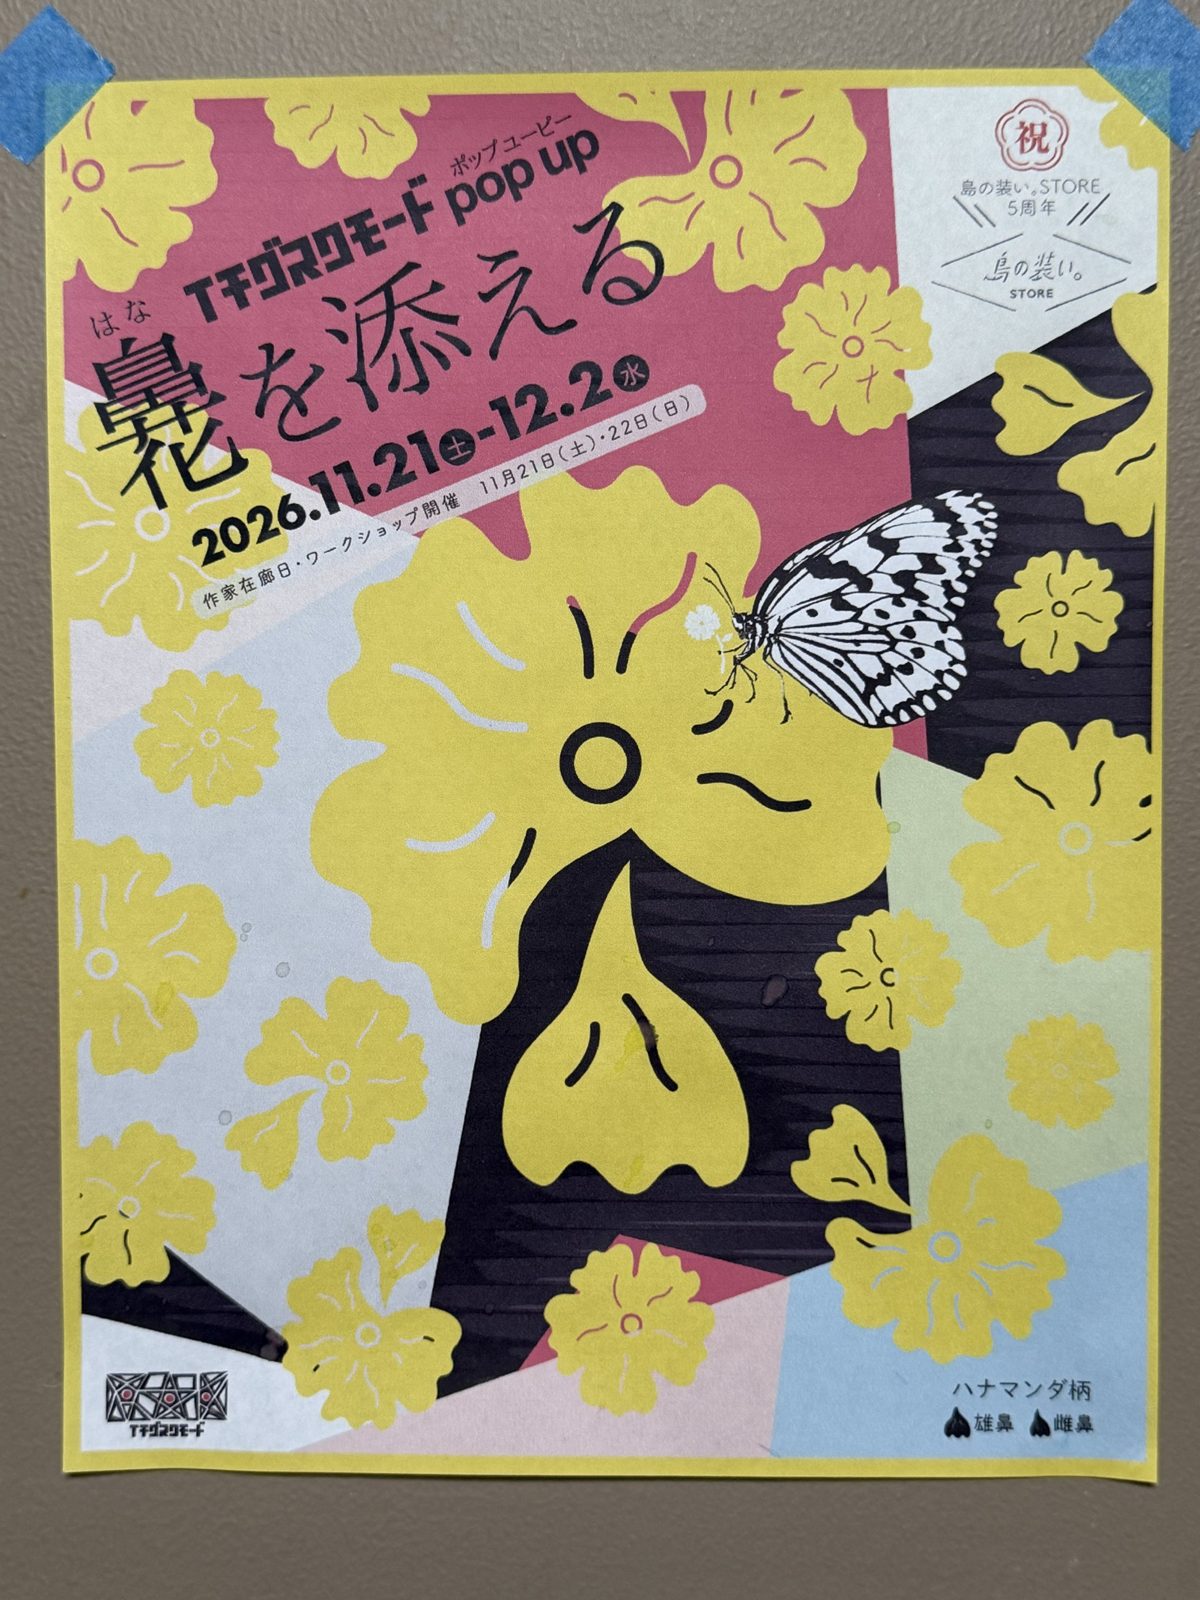 ポップユーピー
イチグスクモード pop up
はな
を添える
2026.11.21土-12.2水
作家在廊日・ワークショップ開催 11月21日(土)・22日(日)
祝
島の装い。STORE
5周年
島の装い。
STORE
イチグスクモード
ハナマンダ柄
雄鼻 雌鼻